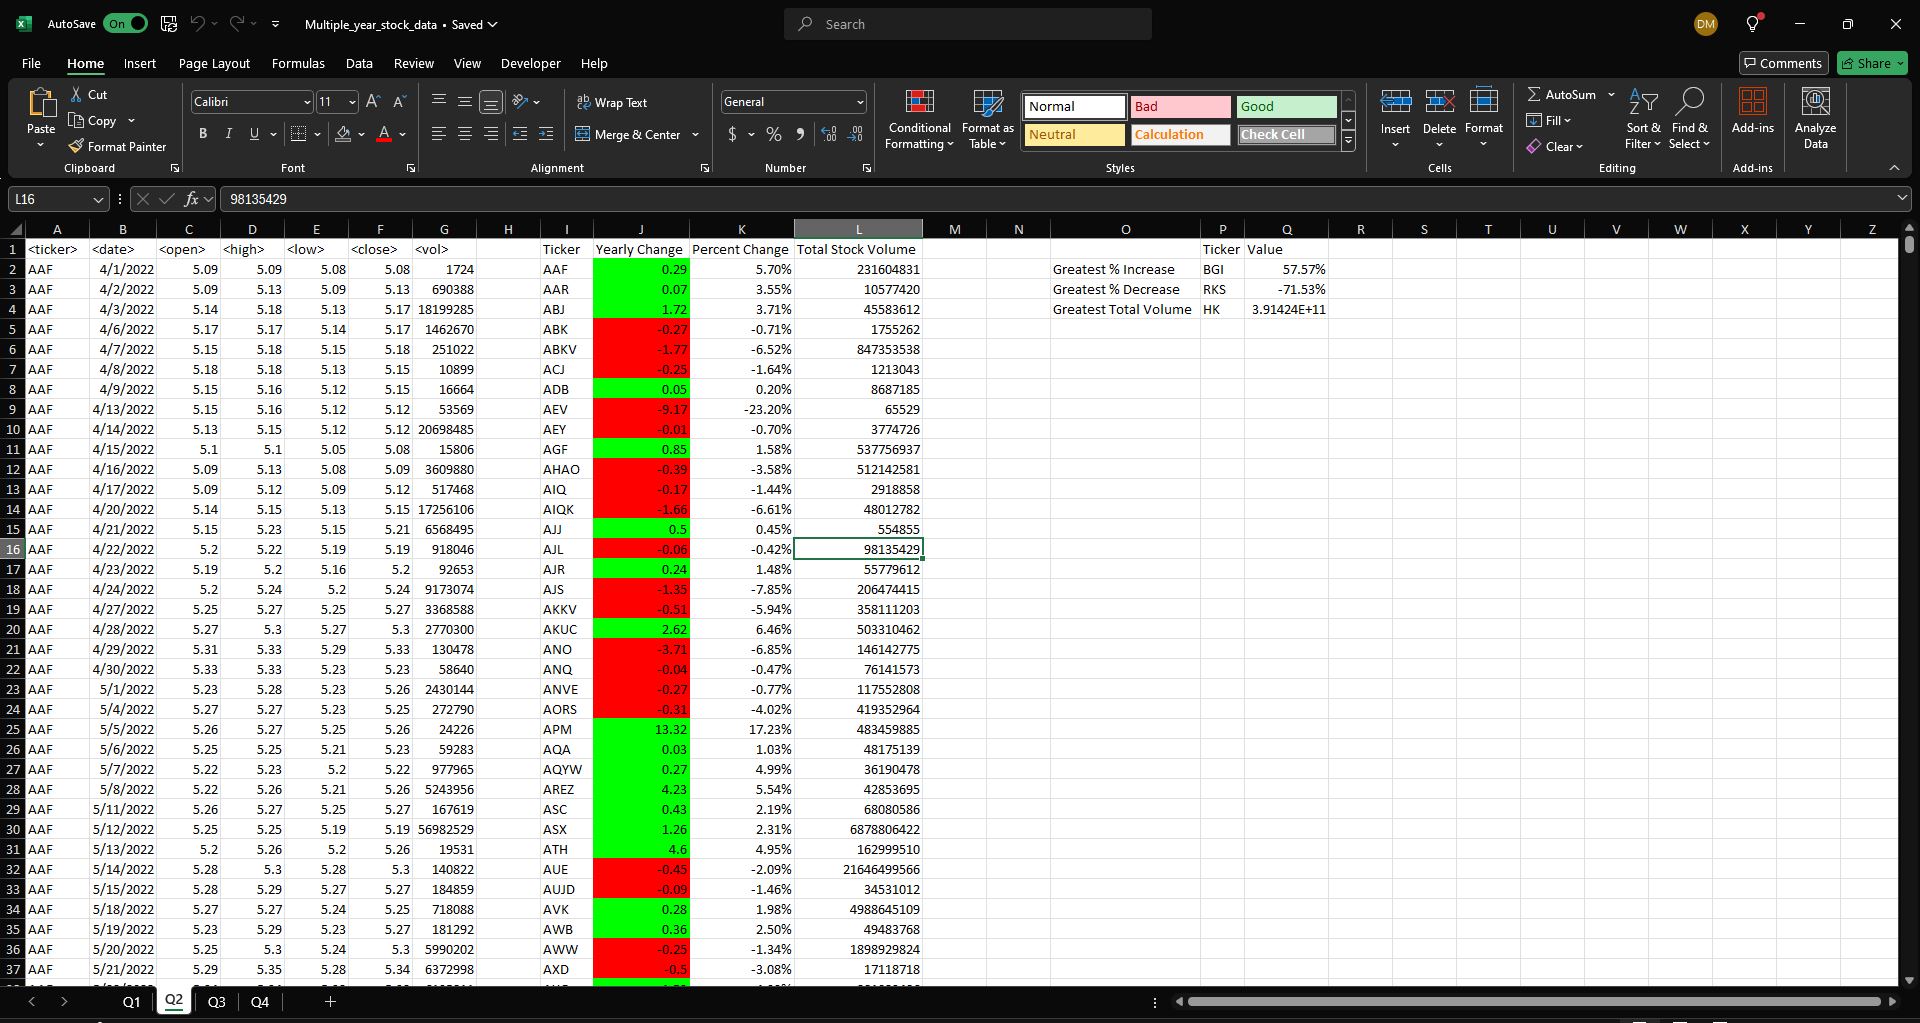 AutoSave On Multiple_year_stock_data • Saved Search DM
File Home Insert Page Layout Formulas Data Review View Developer Help Comments Share
Paste Cut Copy Format Painter Clipboard
Calibri 11 B I U A Font
Wrap Text Merge & Center Alignment
General $ % Number
Conditional Formatting Format as Table Normal Bad Good Neutral Calculation Check Cell Styles
Insert Delete Format Cells
AutoSum Fill Clear Sort & Filter Find & Select Editing
Add-ins Add-ins
Analyze Data
L16 fx 98135429
A B C D E F G H I J K L M N O P Q R S T U V W X Y Z
1 <ticker> <date> <open> <high> <low> <close> <vol> Ticker Yearly Change Percent Change Total Stock Volume Ticker Value
2 AAF 4/1/2022 5.09 5.09 5.08 5.08 1724 AAF 0.29 5.70% 231604831 Greatest % Increase BGI 57.57%
3 AAF 4/2/2022 5.09 5.13 5.09 5.13 690388 AAR 0.07 3.55% 10577420 Greatest % Decrease RKS -71.53%
4 AAF 4/3/2022 5.14 5.18 5.13 5.17 18199285 ABJ 1.72 3.71% 45583612 Greatest Total Volume HK 3.91424E+11
5 AAF 4/6/2022 5.17 5.17 5.14 5.17 1462670 ABK -0.27 -0.71% 1755262
6 AAF 4/7/2022 5.15 5.18 5.15 5.18 251022 ABKV -1.77 -6.52% 847353538
7 AAF 4/8/2022 5.18 5.18 5.13 5.15 10899 ACJ -0.25 -1.64% 1213043
8 AAF 4/9/2022 5.15 5.16 5.12 5.15 16664 ADB 0.05 0.20% 8687185
9 AAF 4/13/2022 5.15 5.16 5.12 5.12 53569 AEV -9.17 -23.20% 65529
10 AAF 4/14/2022 5.13 5.15 5.12 5.12 20698485 AEY -0.01 -0.70% 3774726
11 AAF 4/15/2022 5.1 5.1 5.05 5.08 15806 AGF 0.85 1.58% 537756937
12 AAF 4/16/2022 5.09 5.13 5.08 5.09 3609880 AHAO -0.39 -3.58% 512142581
13 AAF 4/17/2022 5.09 5.12 5.09 5.12 517468 AIQ -0.17 -1.44% 2918858
14 AAF 4/20/2022 5.14 5.15 5.13 5.15 17256106 AIQK -1.66 -6.61% 48012782
15 AAF 4/21/2022 5.15 5.23 5.15 5.21 6568495 AJJ 0.5 0.45% 554855
16 AAF 4/22/2022 5.2 5.22 5.19 5.19 918046 AJL -0.06 -0.42% 98135429
17 AAF 4/23/2022 5.19 5.2 5.16 5.2 92653 AJR 0.24 1.48% 55779612
18 AAF 4/24/2022 5.2 5.24 5.2 5.24 9173074 AJS -1.35 -7.85% 206474415
19 AAF 4/27/2022 5.25 5.27 5.25 5.27 3368588 AKKV -0.51 -5.94% 358111203
20 AAF 4/28/2022 5.27 5.3 5.27 5.3 2770300 AKUC 2.62 6.46% 503310462
21 AAF 4/29/2022 5.31 5.33 5.29 5.33 130478 ANO -3.71 -6.85% 146142775
22 AAF 4/30/2022 5.33 5.33 5.23 5.23 58640 ANQ -0.04 -0.47% 76141573
23 AAF 5/1/2022 5.23 5.28 5.23 5.26 2430144 ANVE -0.27 -0.77% 117552808
24 AAF 5/4/2022 5.27 5.27 5.23 5.25 272790 AORS -0.31 -4.02% 419352964
25 AAF 5/5/2022 5.26 5.27 5.25 5.26 24226 APM 13.32 17.23% 483459885
26 AAF 5/6/2022 5.25 5.25 5.21 5.23 59283 AQA 0.03 1.03% 48175139
27 AAF 5/7/2022 5.22 5.23 5.2 5.22 977965 AQYW 0.27 4.99% 36190478
28 AAF 5/8/2022 5.22 5.26 5.21 5.26 5243956 AREZ 4.23 5.54% 42853695
29 AAF 5/11/2022 5.26 5.27 5.25 5.27 167619 ASC 0.43 2.19% 68080586
30 AAF 5/12/2022 5.25 5.25 5.19 5.19 56982529 ASX 1.26 2.31% 6878806422
31 AAF 5/13/2022 5.2 5.26 5.2 5.26 19531 ATH 4.6 4.95% 162999510
32 AAF 5/14/2022 5.28 5.3 5.28 5.3 140822 AUE -0.45 -2.09% 21646499566
33 AAF 5/15/2022 5.28 5.29 5.27 5.27 184859 AUJD -0.09 -1.46% 34531012
34 AAF 5/18/2022 5.27 5.27 5.24 5.25 718088 AVK 0.28 1.98% 4988645109
35 AAF 5/19/2022 5.23 5.29 5.23 5.27 181292 AWB 0.36 2.50% 49483768
36 AAF 5/20/2022 5.25 5.3 5.24 5.3 5990202 AWW -0.25 -1.34% 1898929824
37 AAF 5/21/2022 5.29 5.35 5.28 5.34 6372998 AXD -0.5 -3.08% 17118718
Q1 Q2 Q3 Q4